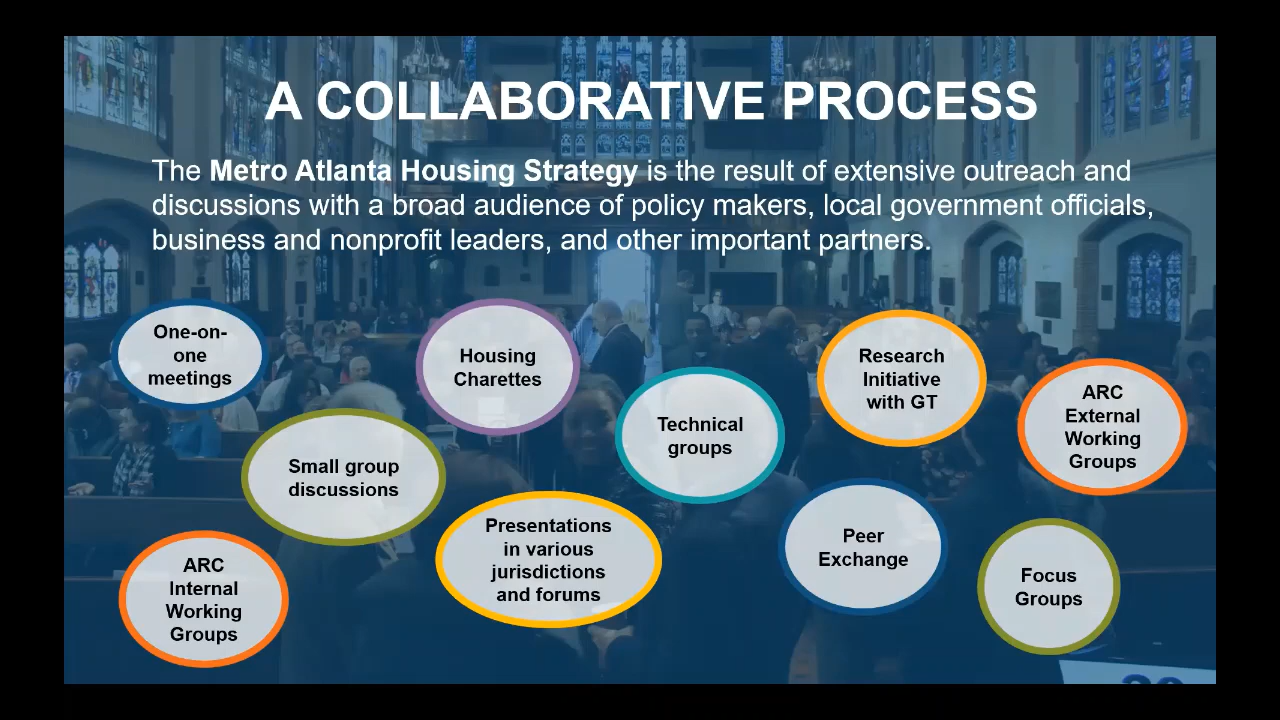 A COLLABORATIVE PROCESS
The Metro Atlanta Housing Strategy is the result of extensive outreach and
discussions with a broad audience of policy makers, local government officials,
business and nonprofit leaders, and other important partners.
One-on-
one
meetings
Housing
Charettes
Research
Initiative
with GT
ARC
External
Working
Groups
Small group
discussions
Technical
groups
Presentations
in various
jurisdictions
and forums
Peer
Exchange
ARC
Internal
Working
Groups
Focus
Groups